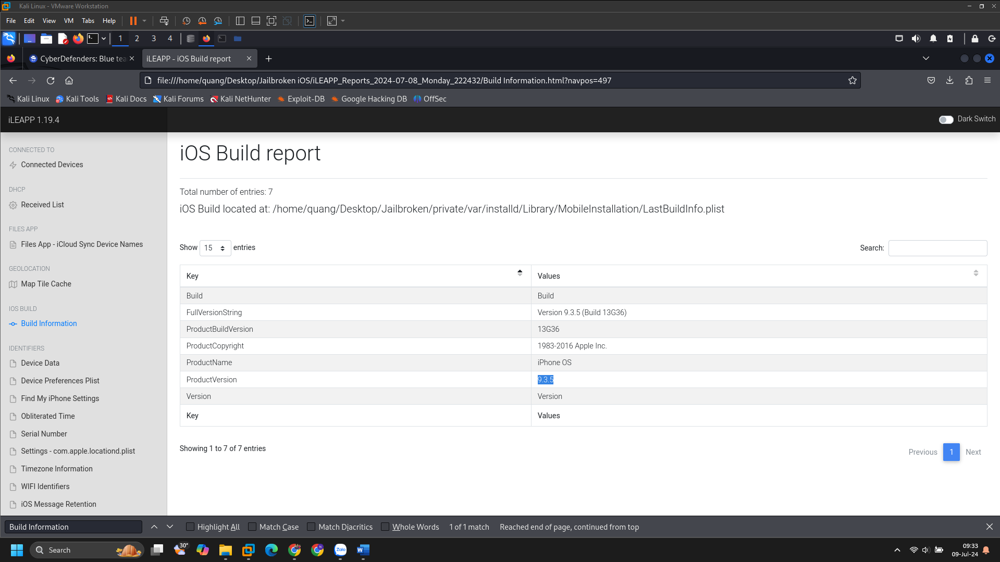 Kali Linux - VMware Workstation
File Edit View VM Tabs Help
1 2 3 4
CyberDefenders: Blue tea
iLEAPP - iOS Build report
file:///home/quang/Desktop/Jailbroken iOS/iLEAPP_Reports_2024-07-08_Monday_222432/Build Information.html?navpos=497
Kali Linux Kali Tools Kali Docs Kali Forums Kali NetHunter Exploit-DB Google Hacking DB OffSec
iLEAPP 1.19.4
Dark Switch
CONNECTED TO
Connected Devices
DHCP
Received List
FILES APP
Files App - iCloud Sync Device Names
GEOLOCATION
Map Tile Cache
IOS BUILD
Build Information
IDENTIFIERS
Device Data
Device Preferences Plist
Find My iPhone Settings
Obliterated Time
Serial Number
Settings - com.apple.locationd.plist
Timezone Information
WIFI Identifiers
iOS Message Retention
iOS Build report
Total number of entries: 7
iOS Build located at: /home/quang/Desktop/Jailbroken/private/var/installd/Library/MobileInstallation/LastBuildInfo.plist
Show 15 entries
Search:
Key Values
Build Build
FullVersionString Version 9.3.5 (Build 13G36)
ProductBuildVersion 13G36
ProductCopyright 1983-2016 Apple Inc.
ProductName iPhone OS
ProductVersion 9.3.5
Version Version
Key Values
Showing 1 to 7 of 7 entries
Previous 1 Next
Build Information
Highlight All Match Case Match Diacritics Whole Words 1 of 1 match Reached end of page, continued from top
Search
30°
Zalo
09:33
09-Jul-24